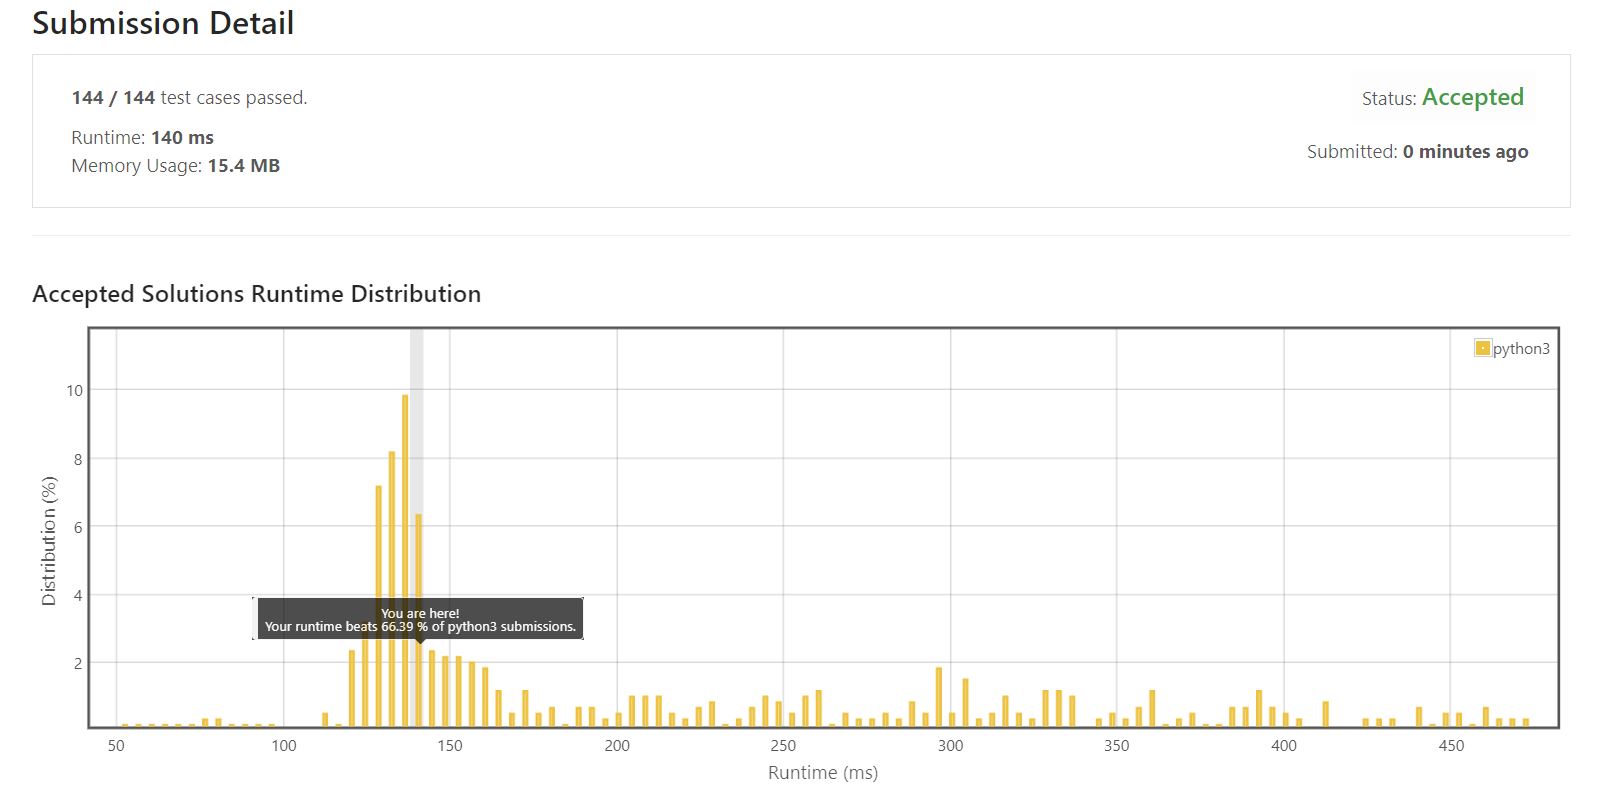 Submission Detail
144 / 144 test cases passed.
Status: Accepted
Runtime: 140 ms
Submitted: 0 minutes ago
Memory Usage: 15.4 MB
Accepted Solutions Runtime Distribution
python3
10
8
6
4
2
Distribution (%)
You are here!
Your runtime beats 66.39 % of python3 submissions.
50 100 150 200 250 300 350 400 450
Runtime (ms)